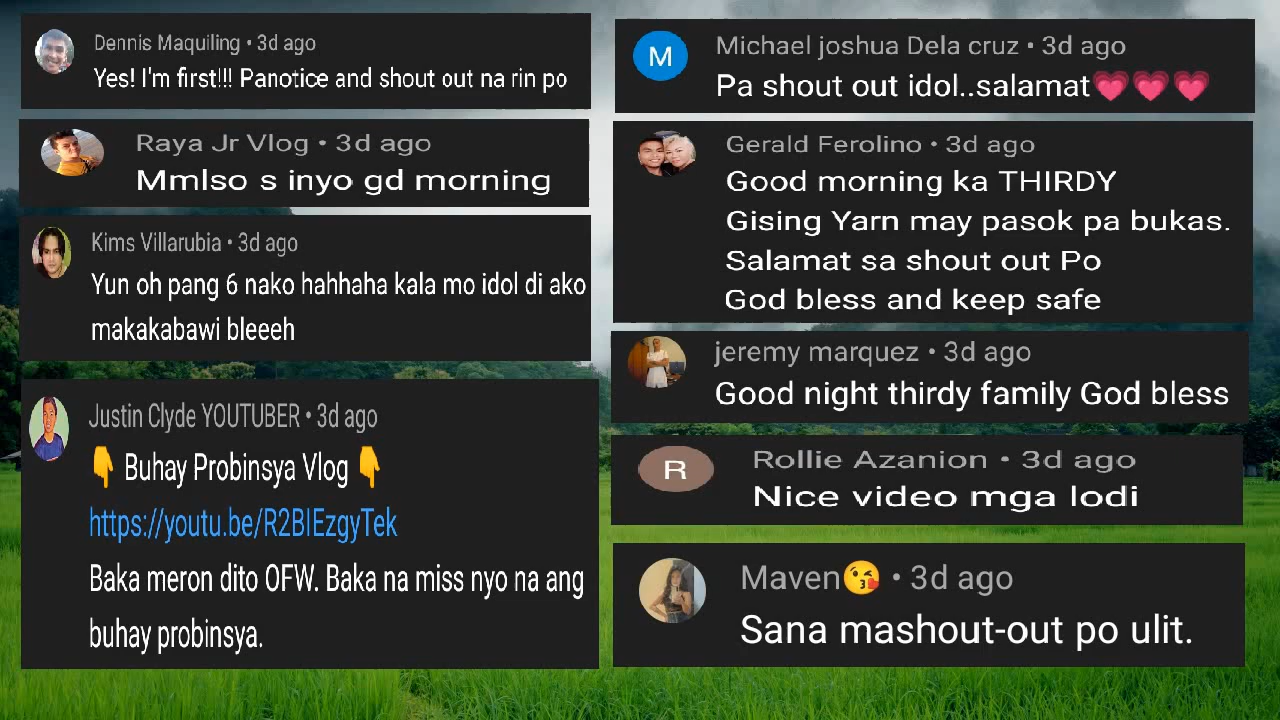 Dennis Maquiling • 3d ago
Yes! I'm first!!! Panotice and shout out na rin po
Raya Jr Vlog • 3d ago
Mmlso s inyo gd morning
Kims Villarubia • 3d ago
Yun oh pang 6 nako hahhaha kala mo idol di ako
makakabawi bleeeh
Justin Clyde YOUTUBER • 3d ago
👇 Buhay Probinsya Vlog 👇
https://youtu.be/R2BIEzgyTek
Baka meron dito OFW. Baka na miss nyo na ang
buhay probinsya.
M
Michael joshua Dela cruz • 3d ago
Pa shout out idol..salamat💗💗💗
Gerald Ferolino • 3d ago
Good morning ka THIRDY
Gising Yarn may pasok pa bukas.
Salamat sa shout out Po
God bless and keep safe
jeremy marquez • 3d ago
Good night thirdy family God bless
R
Rollie Azanion • 3d ago
Nice video mga lodi
Maven😘 • 3d ago
Sana mashout-out po ulit.